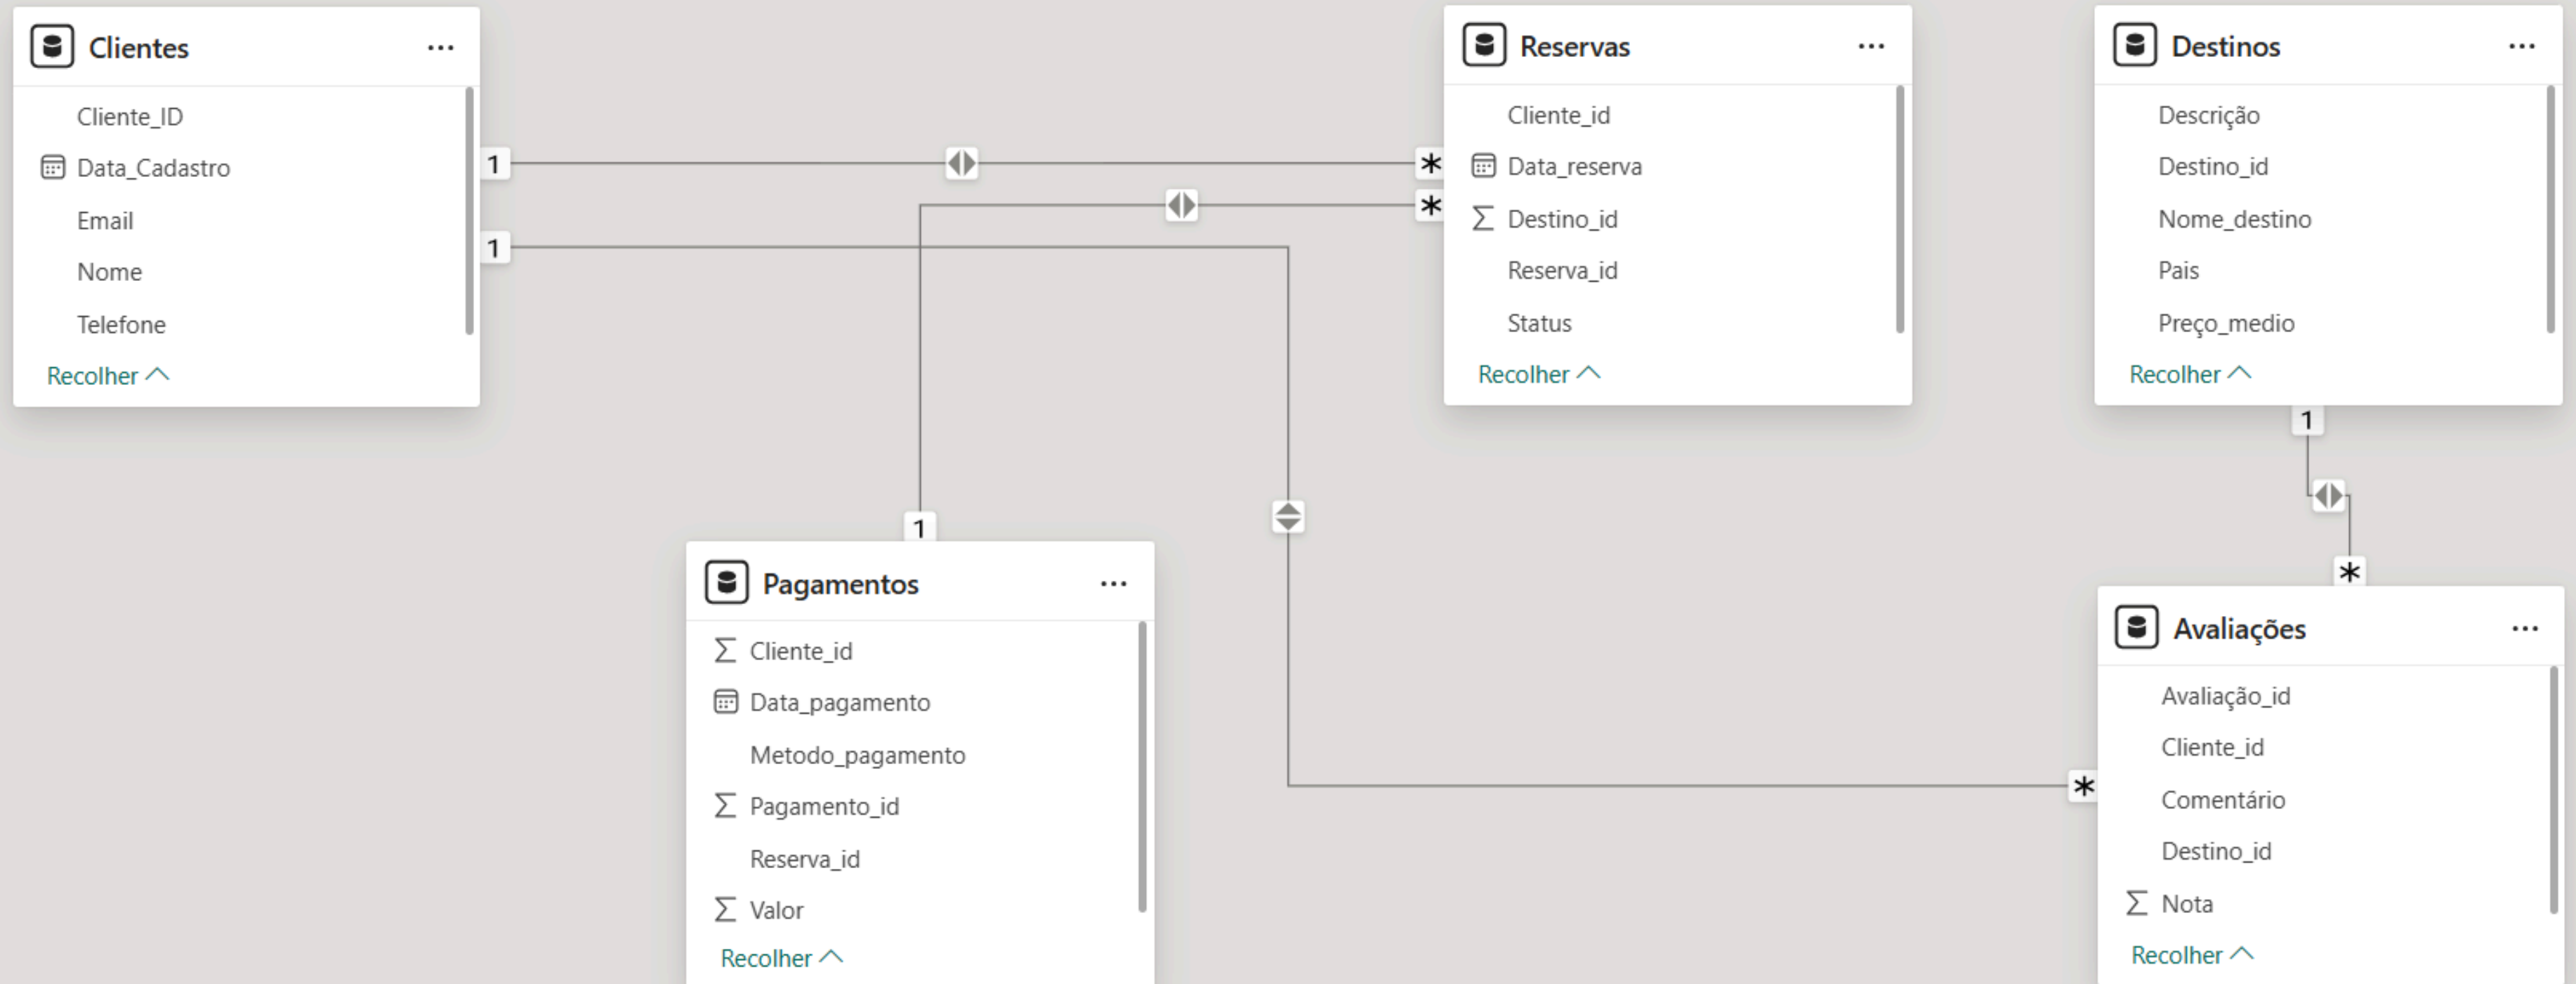 Clientes
Cliente_ID
Data_Cadastro
Email
Nome
Telefone
Recolher
1
1
*
*
Reservas
Cliente_id
Data_reserva
Destino_id
Reserva_id
Status
Recolher
Destinos
Descrição
Destino_id
Nome_destino
Pais
Preço_medio
Recolher
1
*
1
Pagamentos
Cliente_id
Data_pagamento
Metodo_pagamento
Pagamento_id
Reserva_id
Valor
Recolher
*
Avaliações
Avaliação_id
Cliente_id
Comentário
Destino_id
Nota
Recolher